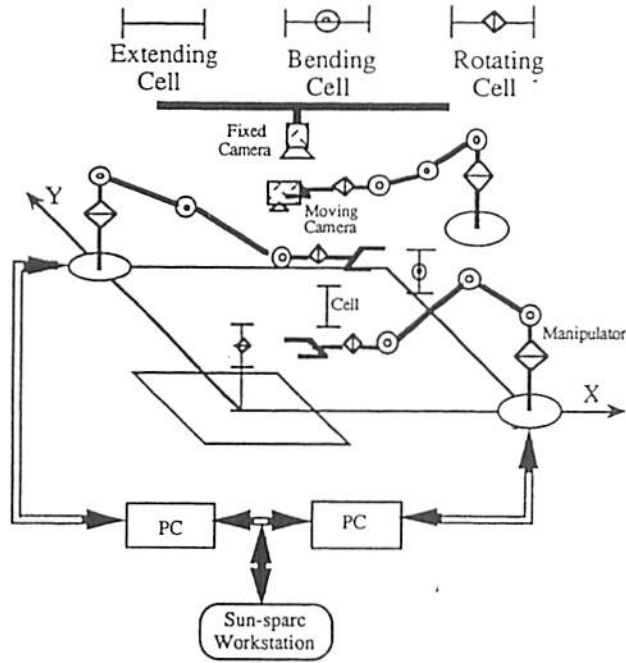 Extending Bending Rotating
Cell Cell Cell
Fixed
Camera
Y
Moving
Camera
Cell
Manipulator
X
PC PC
Sun-sparc
Workstation